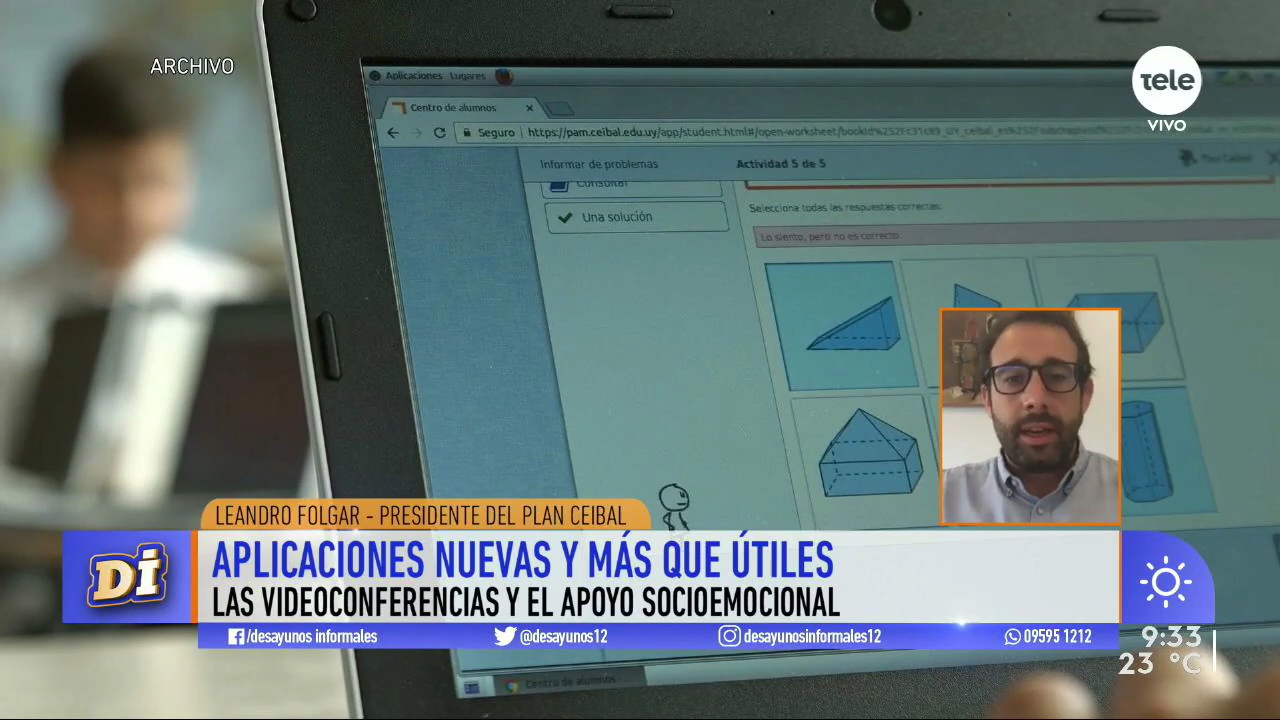 ARCHIVO
tele
VIVO
Aplicaciones Lugares
Centro de alumnos
Seguro https://pam.ceibal.edu.uy/app/student.html#/open-worksheet/bookId
Informar de problemas
Actividad 5 de 5
Consultar
Una solución
Selecciona todas las respuestas correctas.
Lo siento, pero no es correcto.
LEANDRO FOLGAR - PRESIDENTE DEL PLAN CEIBAL
Di
APLICACIONES NUEVAS Y MÁS QUE ÚTILES
LAS VIDEOCONFERENCIAS Y EL APOYO SOCIOEMOCIONAL
/desayunos informales
@desayunos12
desayunosinformales12
09595 1212
9:33
23 °C
Centro de alumnos